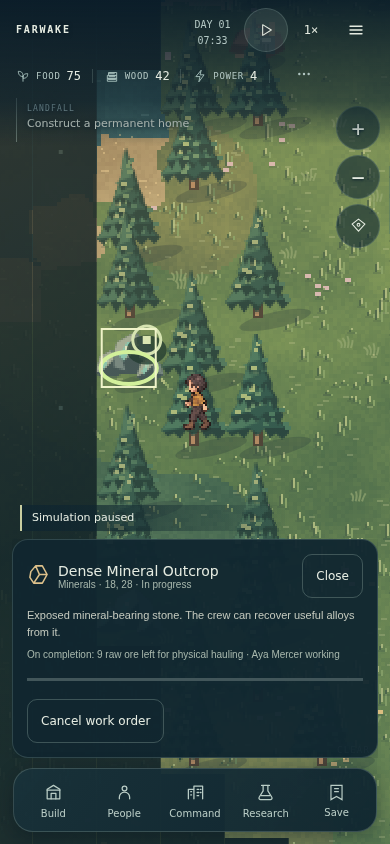 FARWAKE
DAY 01
07:33
1×
FOOD 75
WOOD 42
POWER 4
LANDFALL
Construct a permanent home
Simulation paused
Dense Mineral Outcrop
Minerals · 18, 28 · In progress
Close
Exposed mineral-bearing stone. The crew can recover useful alloys
from it.
On completion: 9 raw ore left for physical hauling · Aya Mercer working
Cancel work order
Build
People
Command
Research
Save